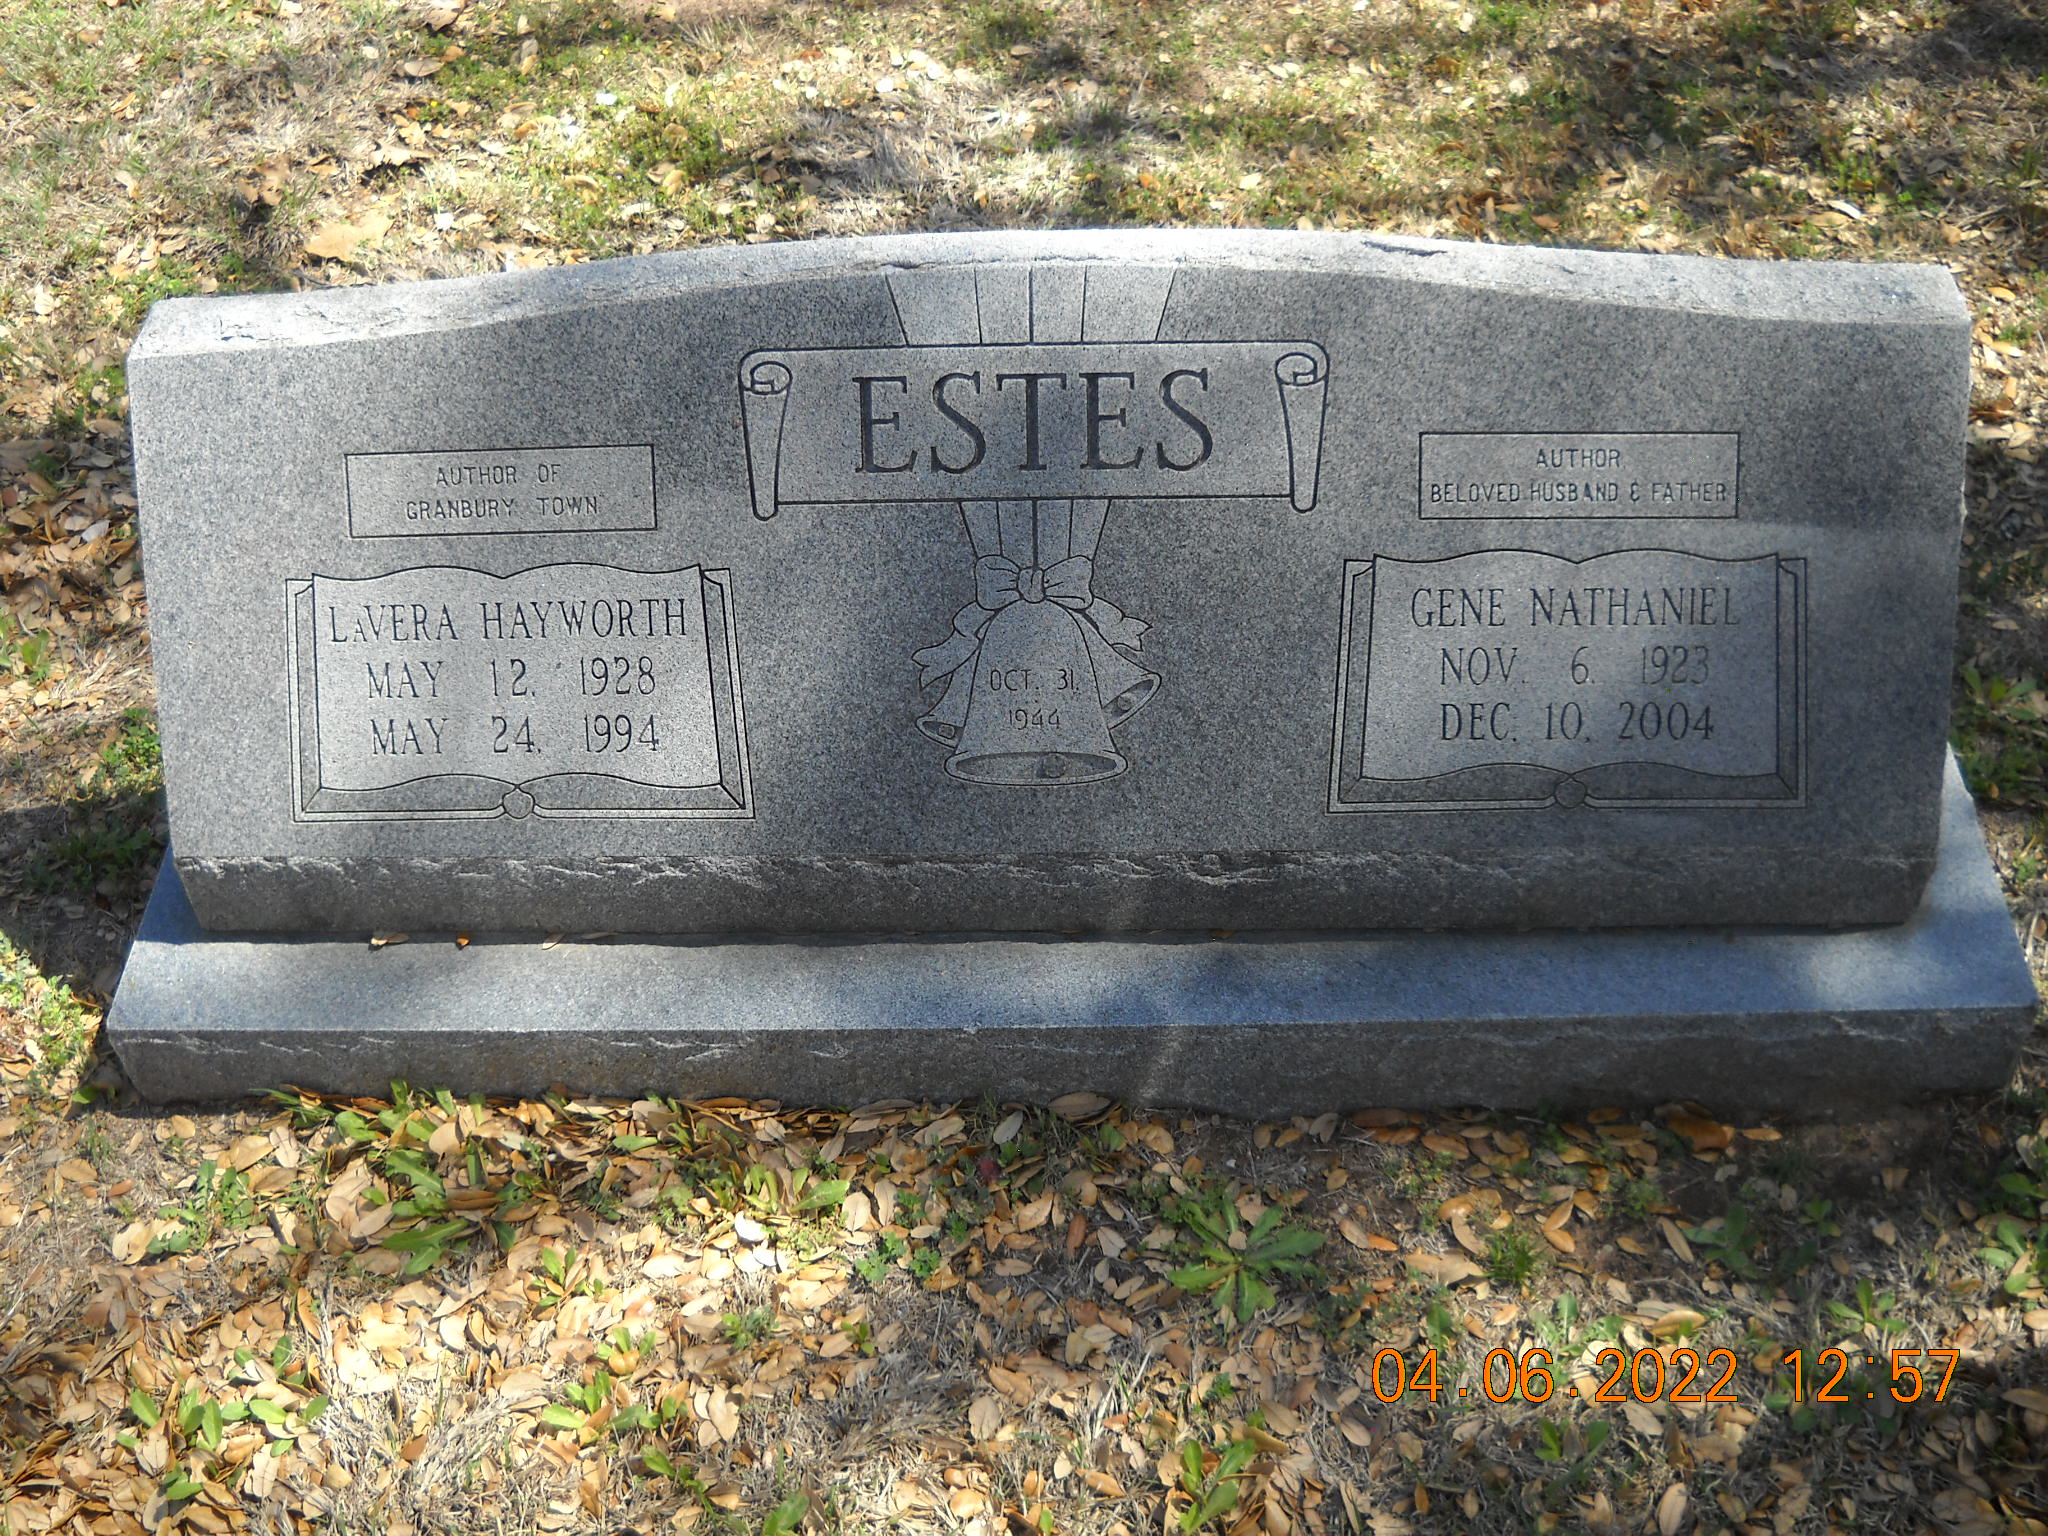 ESTES
AUTHOR OF
"GRANBURY TOWN"
LAVERA HAYWORTH
MAY 12, 1928
MAY 24, 1994
OCT. 31,
1944
AUTHOR,
BELOVED HUSBAND & FATHER
GENE NATHANIEL
NOV. 6, 1923
DEC. 10, 2004
04.06.2022 12:57